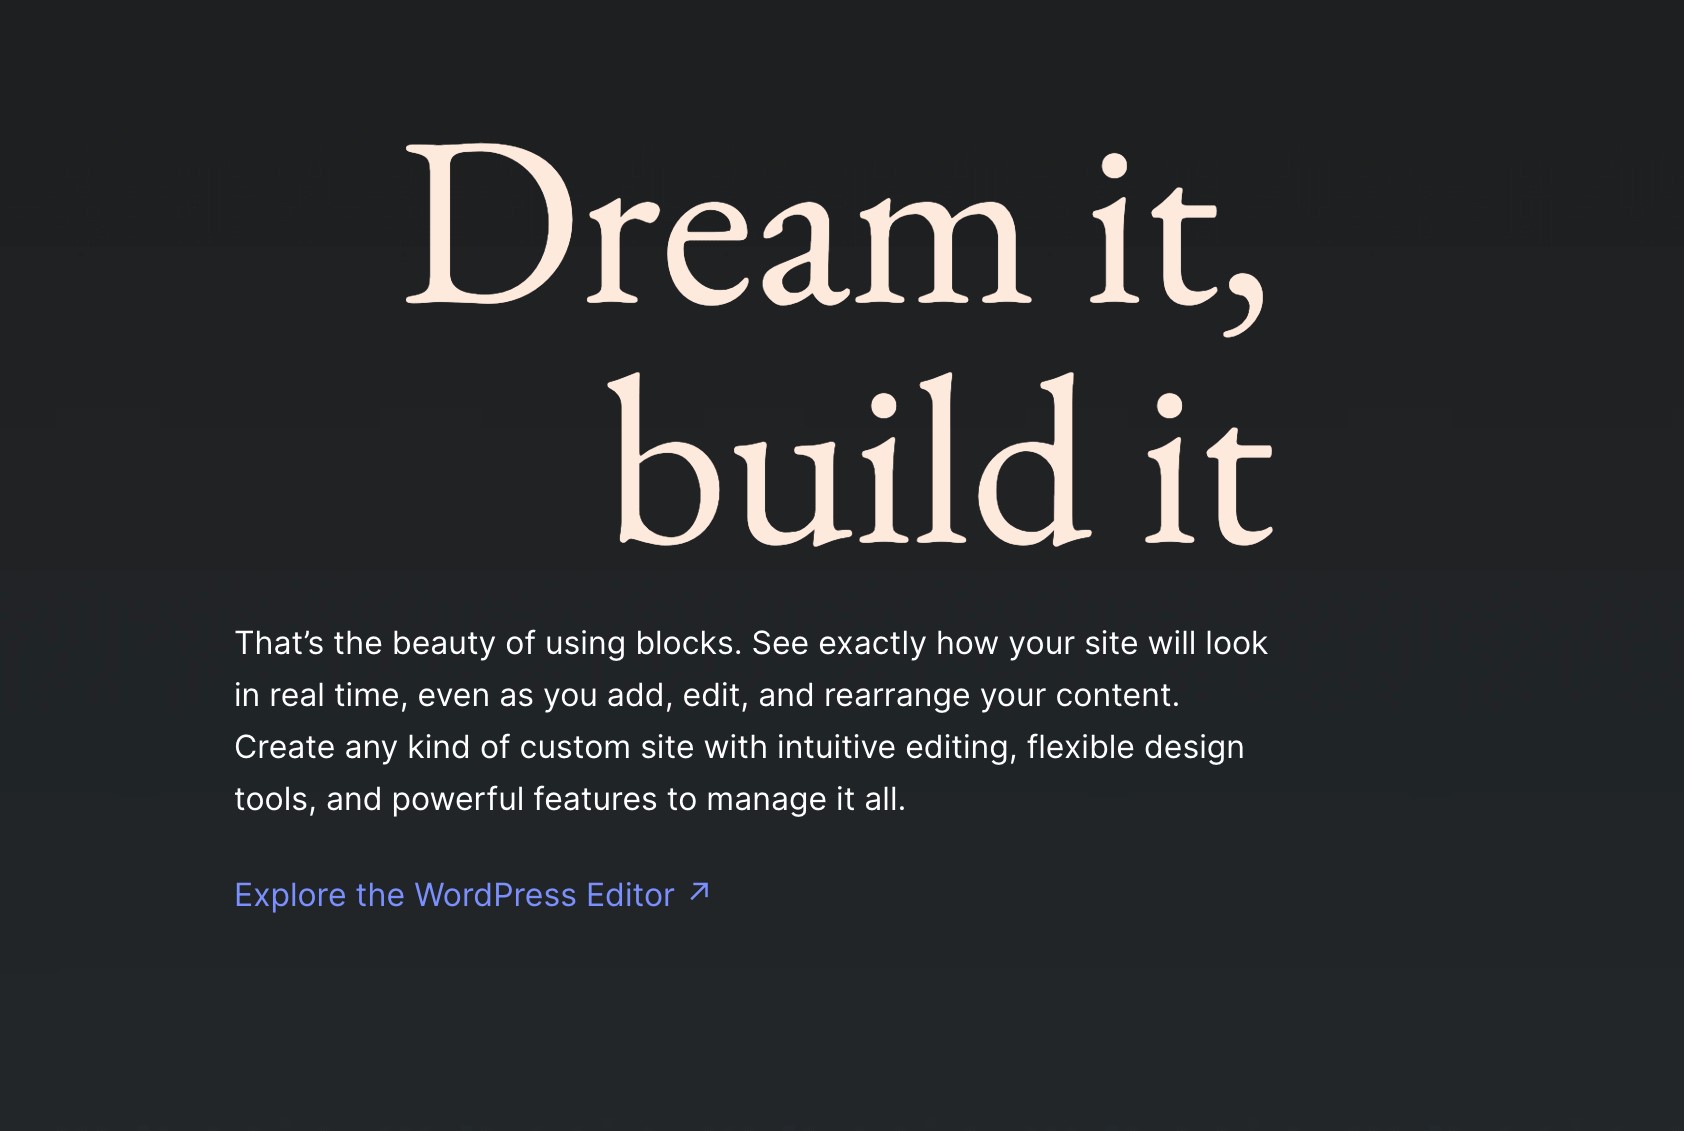 Dream it,
build it
That’s the beauty of using blocks. See exactly how your site will look
in real time, even as you add, edit, and rearrange your content.
Create any kind of custom site with intuitive editing, flexible design
tools, and powerful features to manage it all.
Explore the WordPress Editor ↗